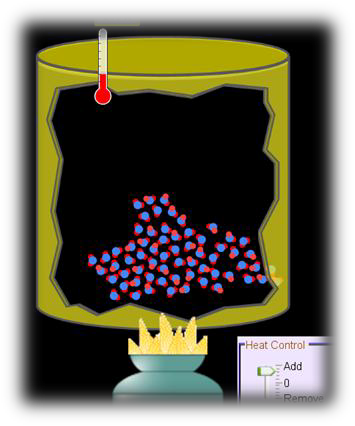 Heat Control
Add
0
Remove